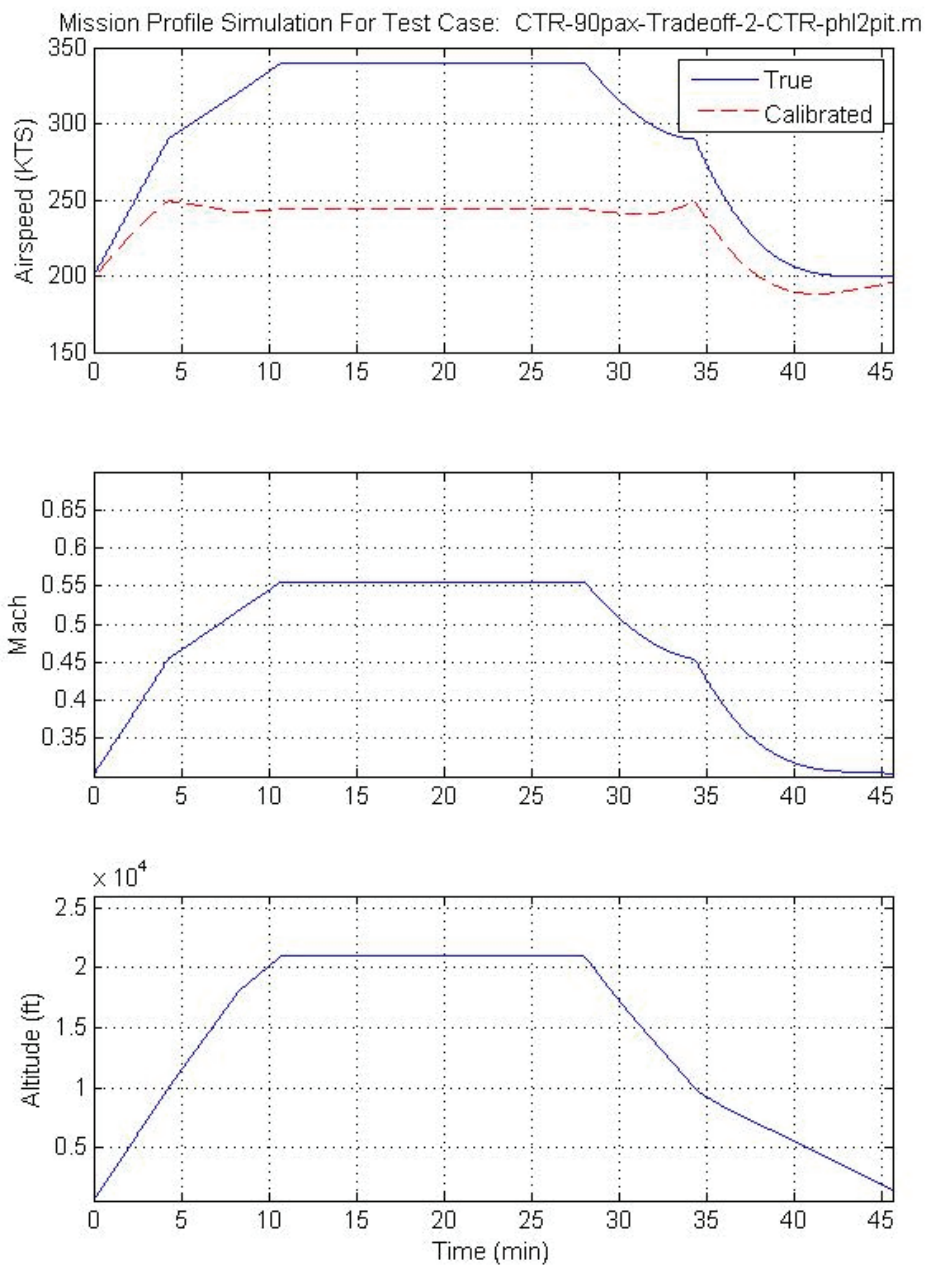 Mission Profile Simulation For Test Case: CTR-90pax-Tradeoff-2-CTR-phl2pit.m
350
300
250
200
150
Airspeed (KTS)
True
Calibrated
0 5 10 15 20 25 30 35 40 45
0.65
0.6
0.55
0.5
0.45
0.4
0.35
Mach
0 5 10 15 20 25 30 35 40 45
× 10^4
2.5
2
1.5
1
0.5
Altitude (ft)
0 5 10 15 20 25 30 35 40 45
Time (min)